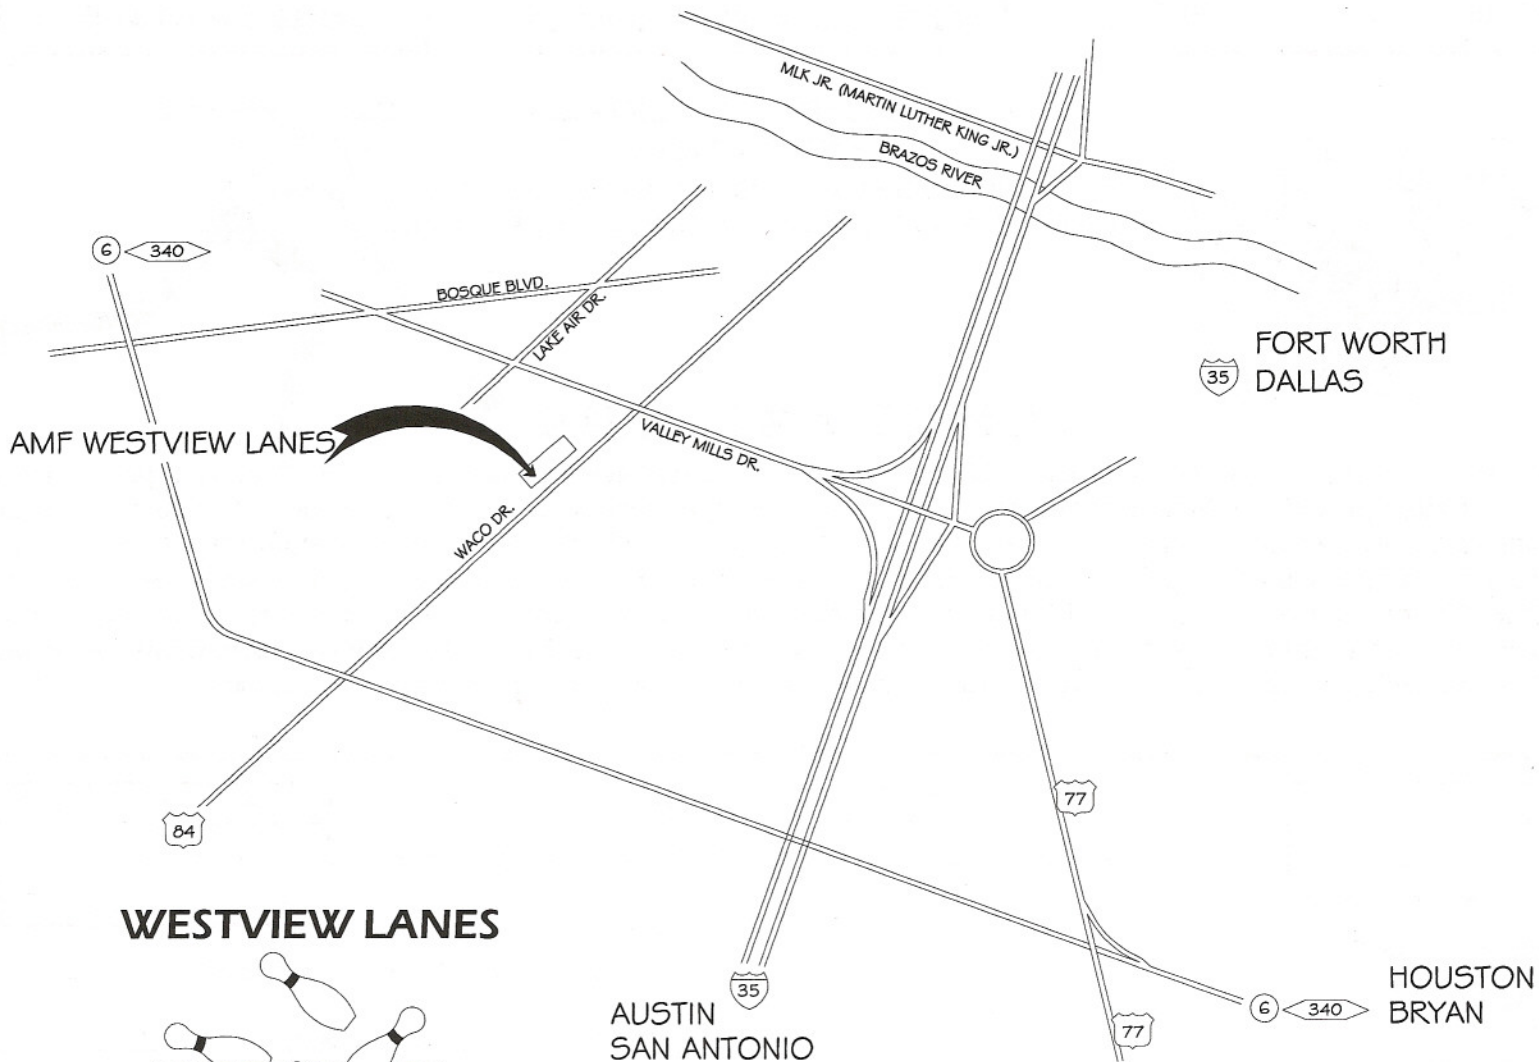 MLK JR. (MARTIN LUTHER KING JR.)
BRAZOS RIVER
6
340
BOSQUE BLVD.
LAKE AIR DR.
FORT WORTH
35
DALLAS
AMF WESTVIEW LANES
VALLEY MILLS DR.
WACO DR.
77
84
WESTVIEW LANES
35
AUSTIN
SAN ANTONIO
6
340
HOUSTON
BRYAN
77